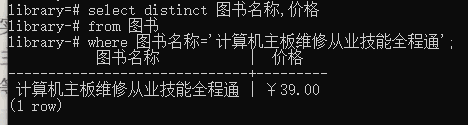 library=# select distinct 图书名称,价格
library-# from 图书
library-# where 图书名称='计算机主板维修从业技能全程通';
图书名称 | 价格
-----------------------------+---------
计算机主板维修从业技能全程通 | ￥39.00
(1 row)